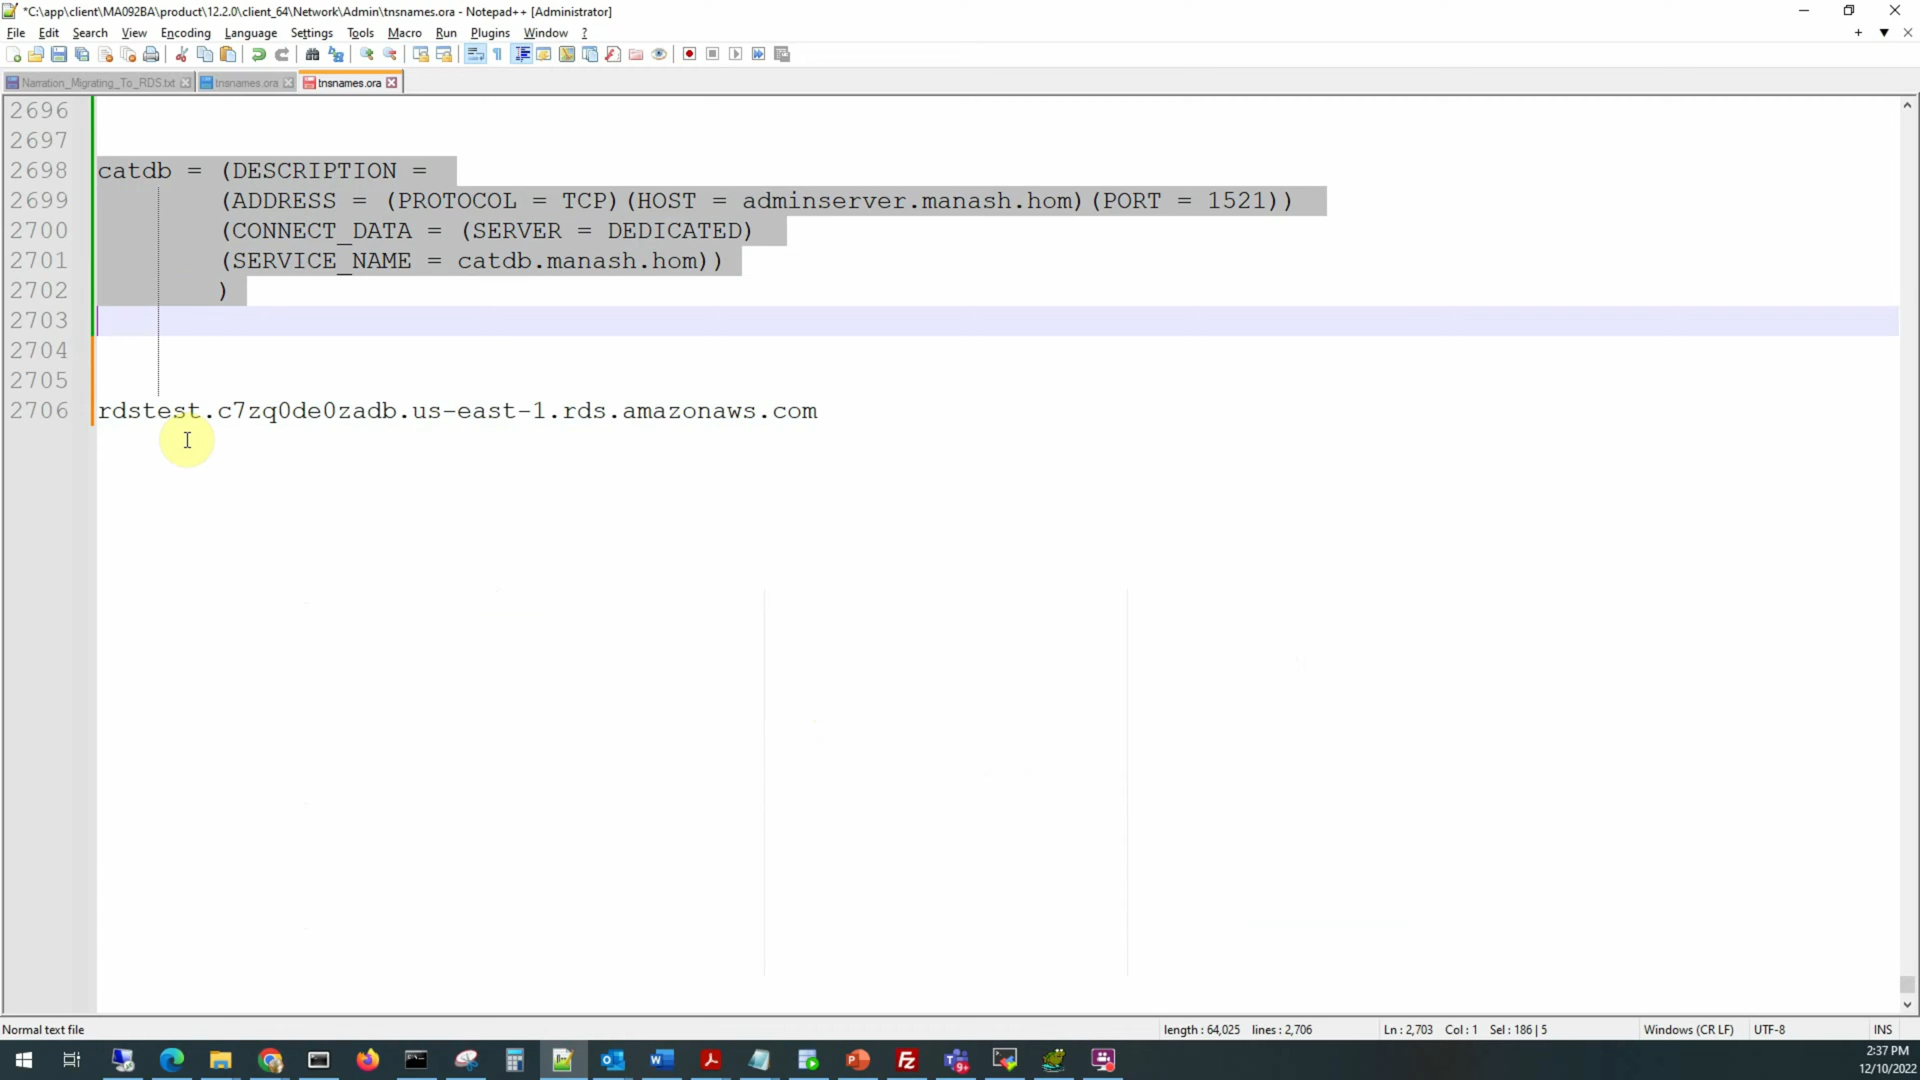 *C:\app\client\MA092BA\product\12.2.0\client_64\Network\Admin\tnsnames.ora - Notepad++ [Administrator]
File Edit Search View Encoding Language Settings Tools Macro Run Plugins Window ?
Narration_Migrating_To_RDS.txt tnsnames.ora tnsnames.ora
2696
2697
2698 catdb = (DESCRIPTION =
2699 (ADDRESS = (PROTOCOL = TCP)(HOST = adminserver.manash.hom)(PORT = 1521))
2700 (CONNECT_DATA = (SERVER = DEDICATED)
2701 (SERVICE_NAME = catdb.manash.hom))
2702 )
2703
2704
2705
2706 rdstest.c7zq0de0zadb.us-east-1.rds.amazonaws.com
Normal text file length : 64,025 lines : 2,706 Ln : 2,703 Col : 1 Sel : 186 | 5 Windows (CR LF) UTF-8 INS
2:37 PM
12/10/2022